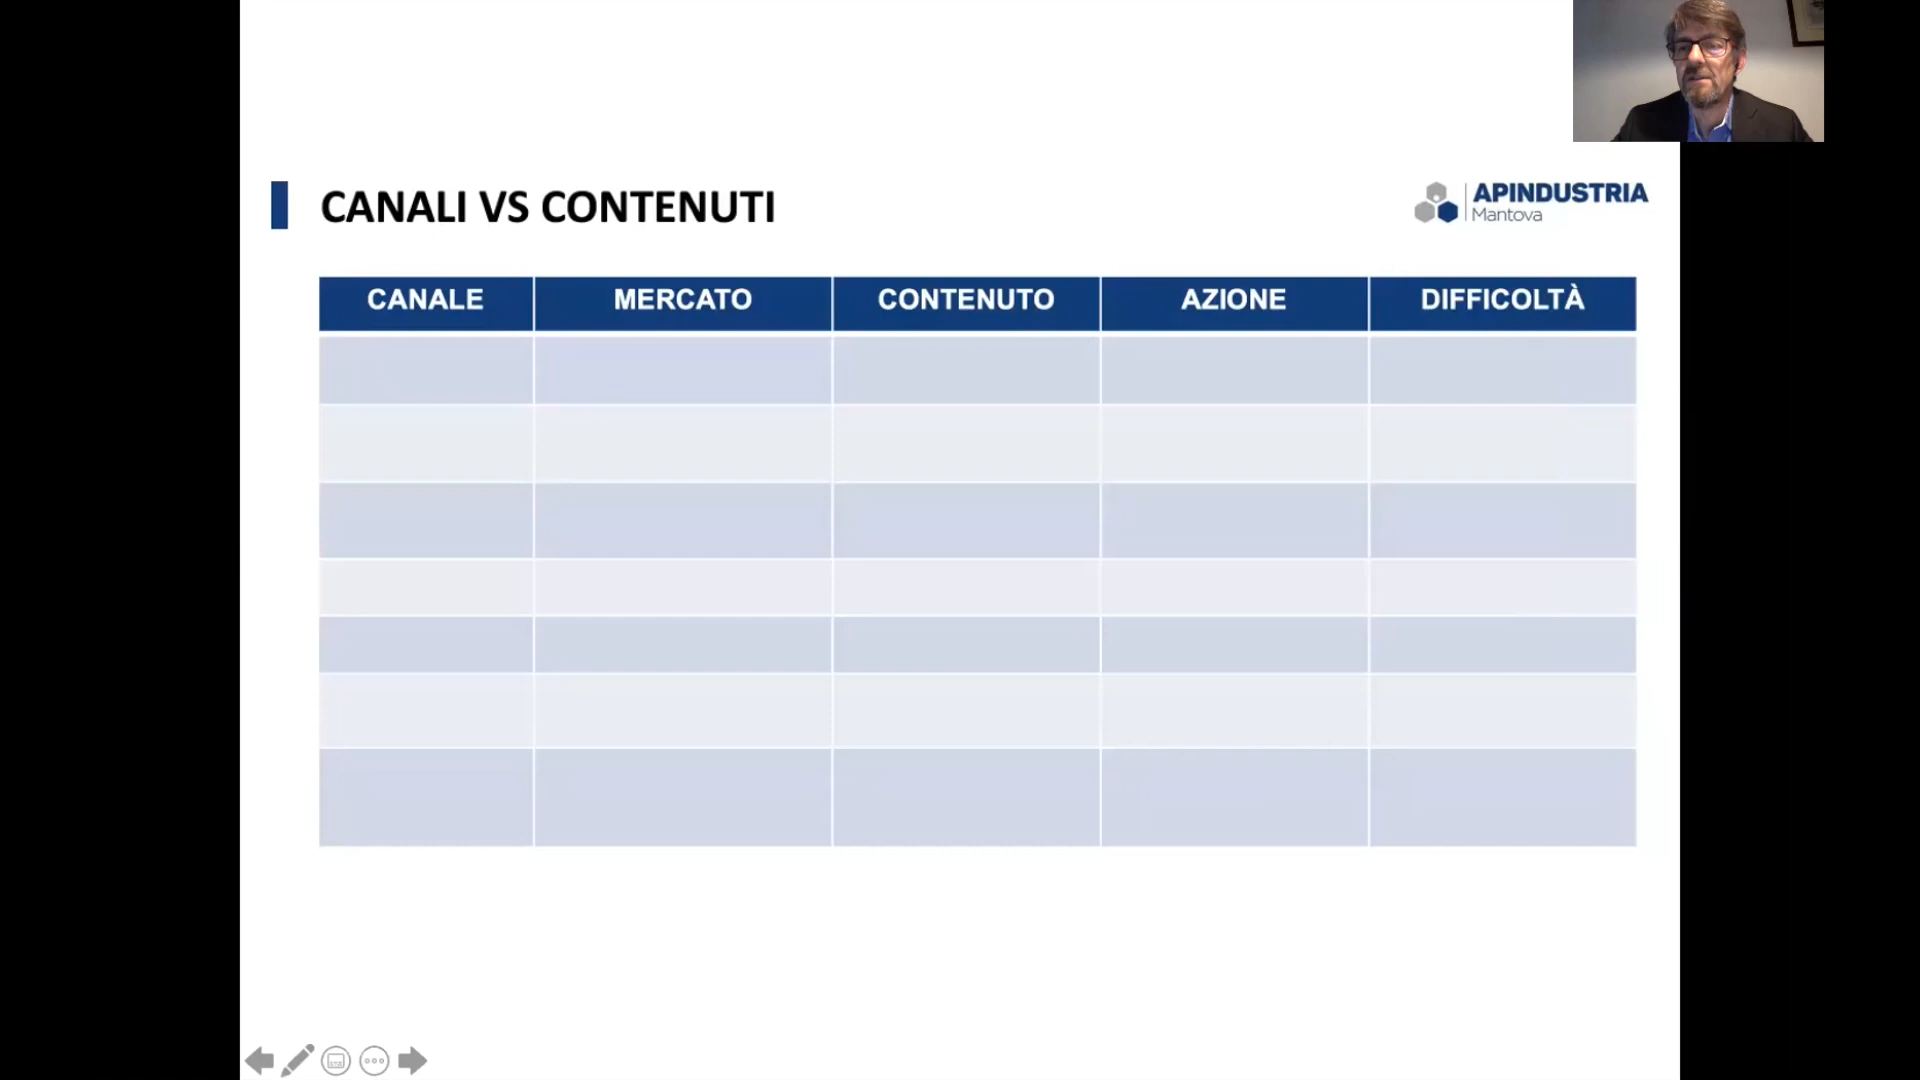 CANALI VS CONTENUTI
APINDUSTRIA
Mantova
CANALE MERCATO CONTENUTO AZIONE DIFFICOLTÀ